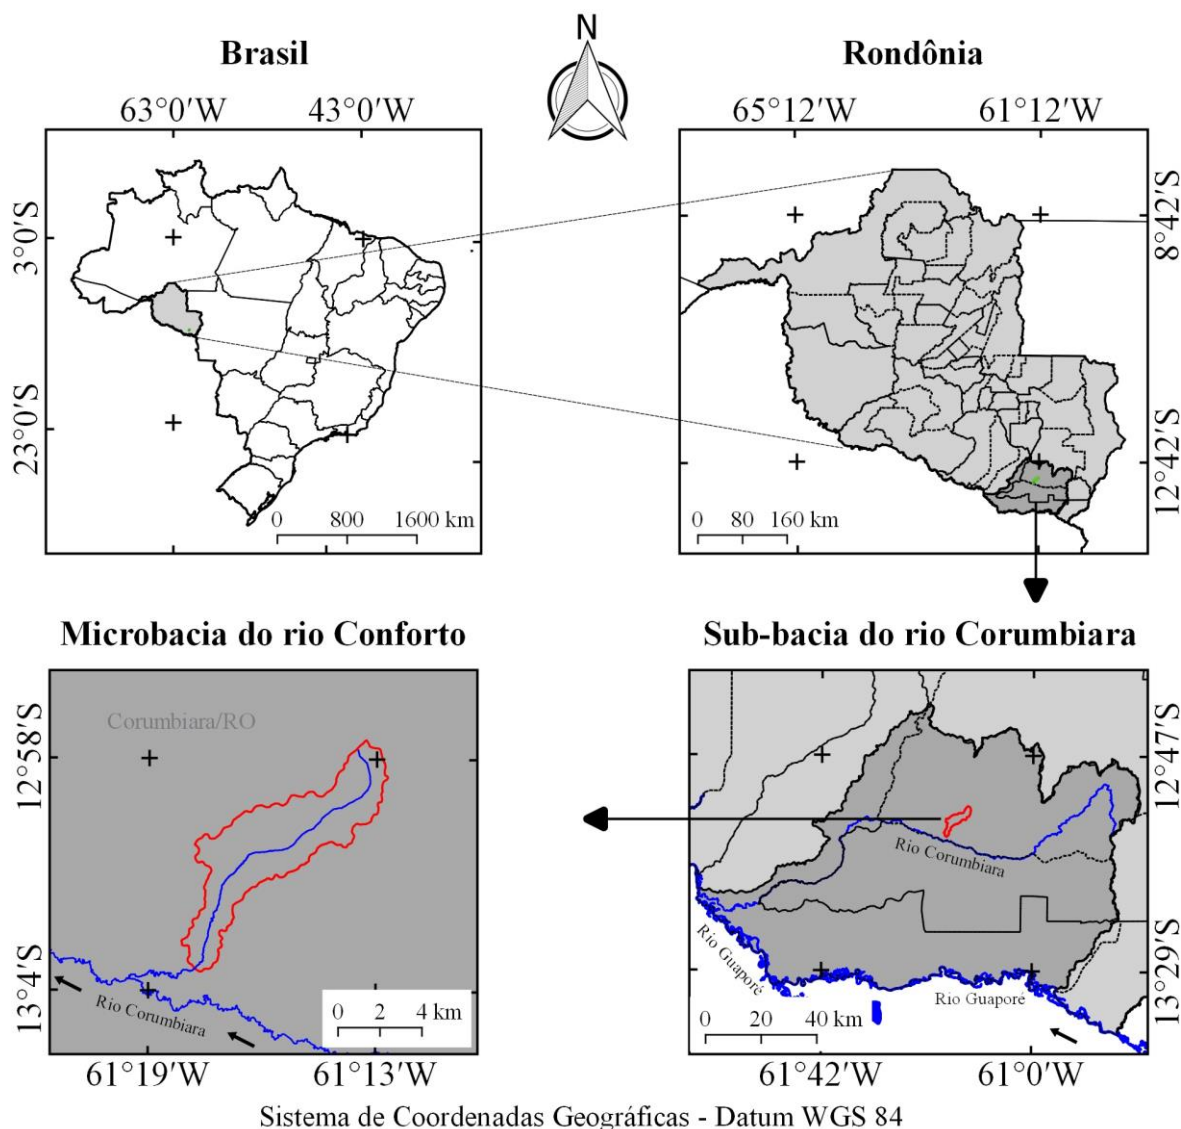 N
Brasil
63°0'W 43°0'W
3°0'S
23°0'S
0 800 1600 km
Rondônia
65°12'W 61°12'W
8°42'S
12°42'S
0 80 160 km
Microbacia do rio Conforto
Corumbiara/RO
12°58'S
13°4'S
Rio Corumbiara
0 2 4 km
61°19'W 61°13'W
Sub-bacia do rio Corumbiara
12°47'S
13°29'S
Rio Corumbiara
Rio Guaporé
Rio Guaporé
0 20 40 km
61°42'W 61°0'W
Sistema de Coordenadas Geográficas - Datum WGS 84